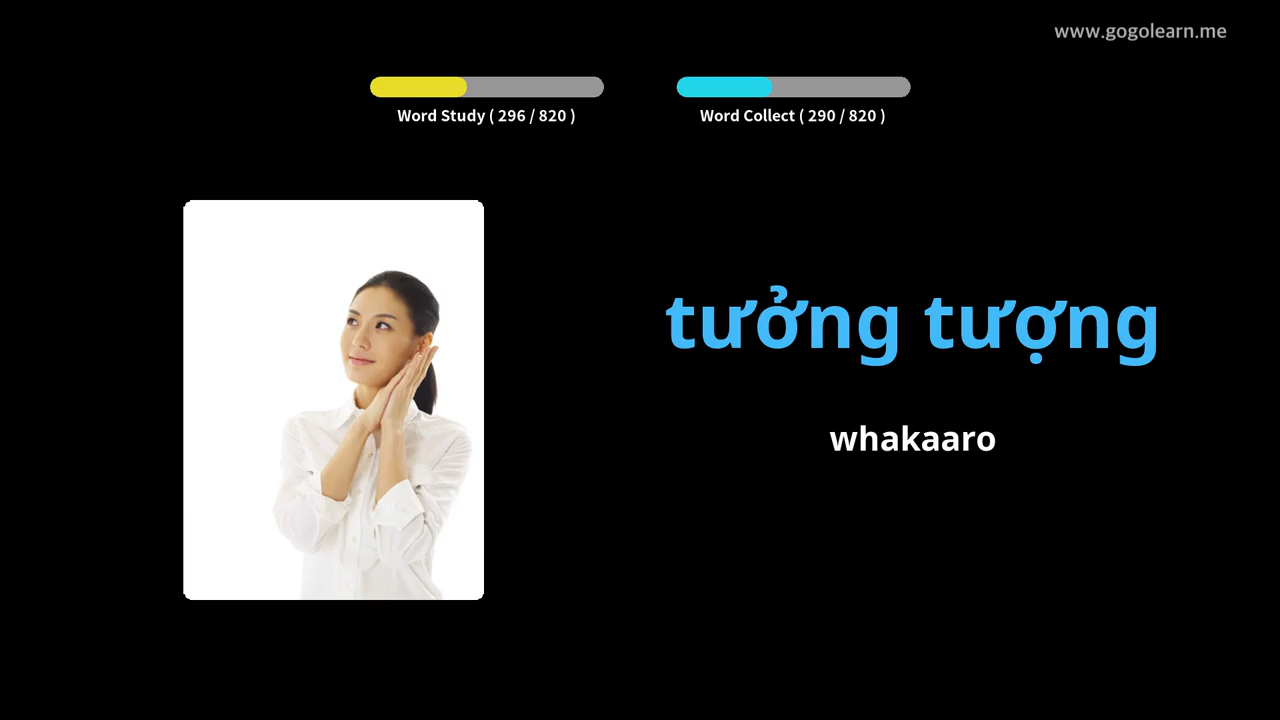 www.gogolearn.me
Word Study ( 296 / 820 )
Word Collect ( 290 / 820 )
tưởng tượng
whakaaro